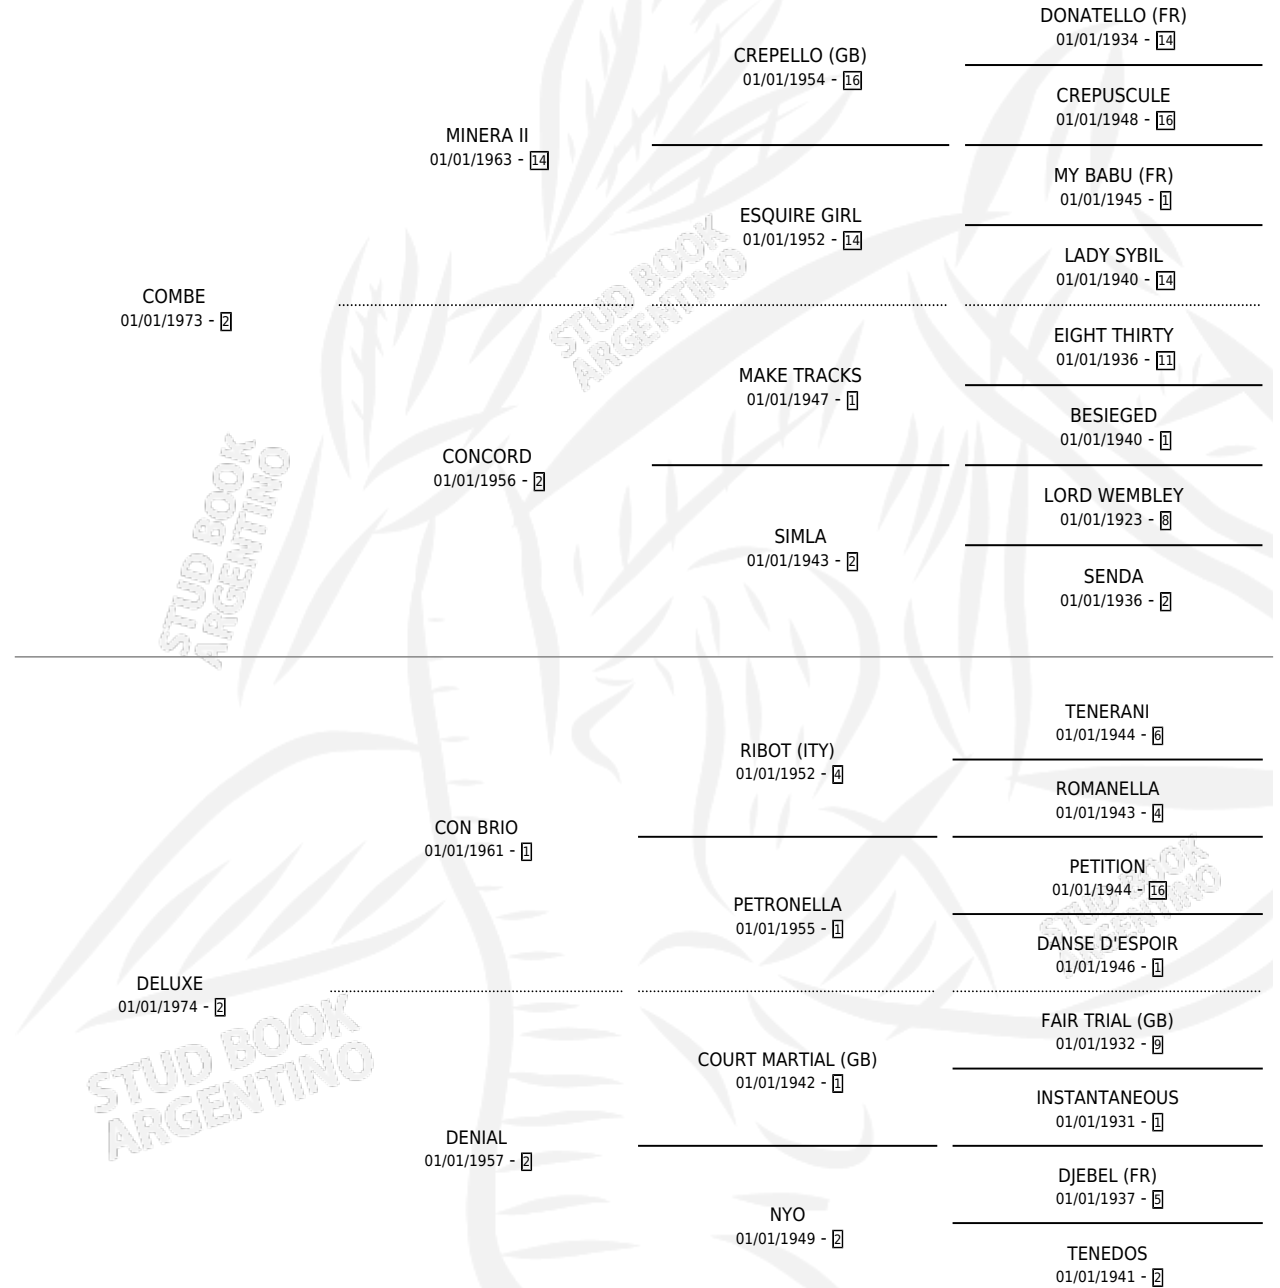 DONATELLO (FR)
01/01/1934 - 14
CREPELLO (GB)
01/01/1954 - 16
CREPUSCULE
01/01/1948 - 16
MINERA II
01/01/1963 - 14
MY BABU (FR)
01/01/1945 - 1
ESQUIRE GIRL
01/01/1952 - 14
LADY SYBIL
01/01/1940 - 14
COMBE
01/01/1973 - 2
EIGHT THIRTY
01/01/1936 - 11
MAKE TRACKS
01/01/1947 - 1
BESIEGED
01/01/1940 - 1
CONCORD
01/01/1956 - 2
LORD WEMBLEY
01/01/1923 - 8
SIMLA
01/01/1943 - 2
SENDA
01/01/1936 - 2
STUD BOOK
ARGENTINO
STUD BOOK
ARGENTINO
TENERANI
01/01/1944 - 6
RIBOT (ITY)
01/01/1952 - 4
ROMANELLA
01/01/1943 - 4
CON BRIO
01/01/1961 - 1
PETITION
01/01/1944 - 16
PETRONELLA
01/01/1955 - 1
DANSE D'ESPOIR
01/01/1946 - 1
DELUXE
01/01/1974 - 2
FAIR TRIAL (GB)
01/01/1932 - 9
COURT MARTIAL (GB)
01/01/1942 - 1
INSTANTANEOUS
01/01/1931 - 1
DENIAL
01/01/1957 - 2
DJEBEL (FR)
01/01/1937 - 5
NYO
01/01/1949 - 2
TENEDOS
01/01/1941 - 2
STUD BOOK
ARGENTINO
STUD BOOK
ARGENTINO